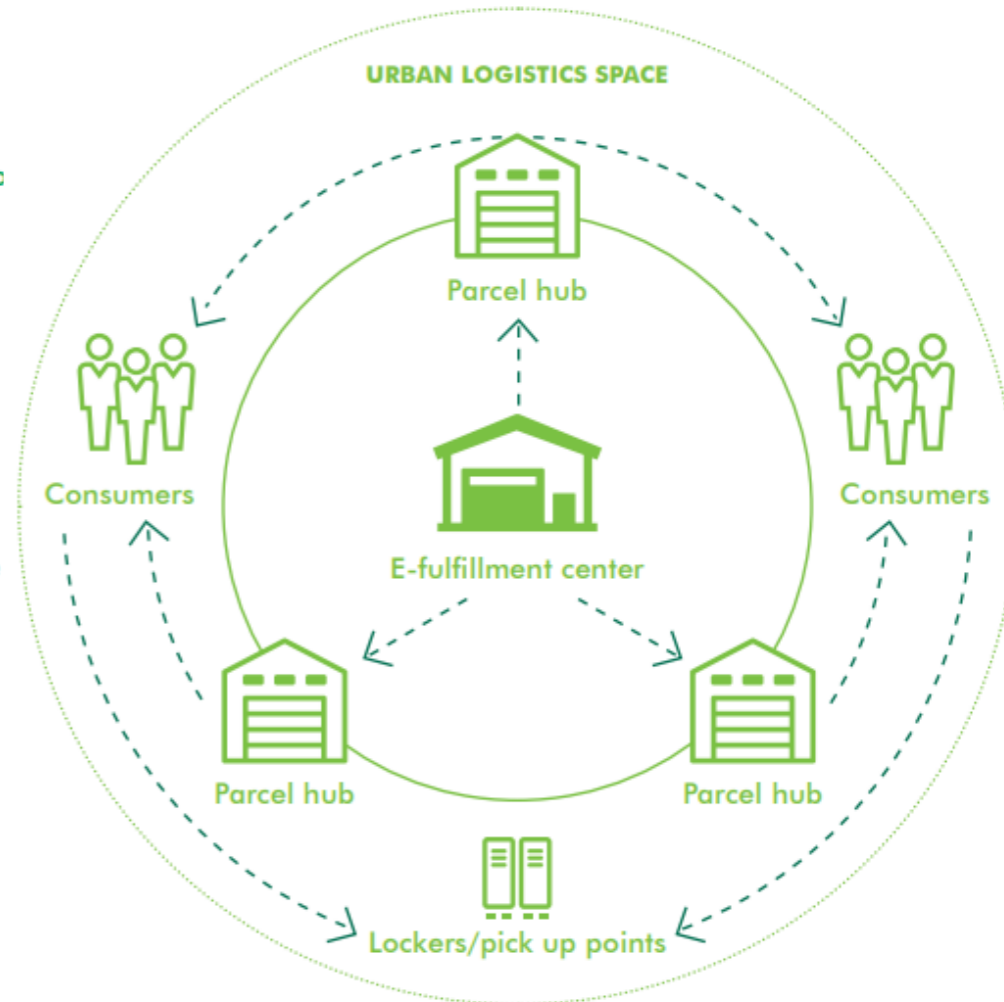 URBAN LOGISTICS SPACE
Parcel hub
Consumers
Consumers
E-fulfillment center
Parcel hub
Parcel hub
Lockers/pick up points